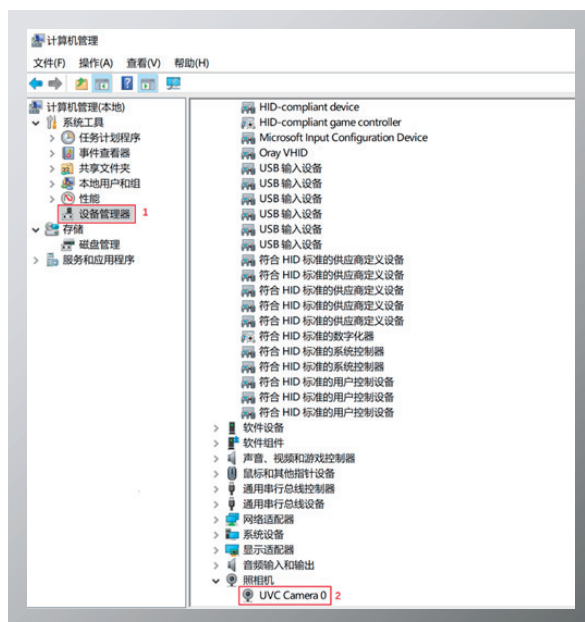 计算机管理
文件(F) 操作(A) 查看(V) 帮助(H)
计算机管理(本地)
系统工具
任务计划程序
事件查看器
共享文件夹
本地用户和组
性能
设备管理器 1
存储
磁盘管理
服务和应用程序
HID-compliant device
HID-compliant game controller
Microsoft Input Configuration Device
Oray VHID
USB 输入设备
USB 输入设备
USB 输入设备
USB 输入设备
USB 输入设备
USB 输入设备
符合 HID 标准的供应商定义设备
符合 HID 标准的供应商定义设备
符合 HID 标准的供应商定义设备
符合 HID 标准的供应商定义设备
符合 HID 标准的供应商定义设备
符合 HID 标准的数字化器
符合 HID 标准的系统控制器
符合 HID 标准的系统控制器
符合 HID 标准的用户控制设备
符合 HID 标准的用户控制设备
符合 HID 标准的用户控制设备
软件设备
软件组件
声音、视频和游戏控制器
鼠标和其他指针设备
通用串行总线控制器
通用串行总线设备
网络适配器
系统设备
显示适配器
音频输入和输出
照相机
UVC Camera 0 2